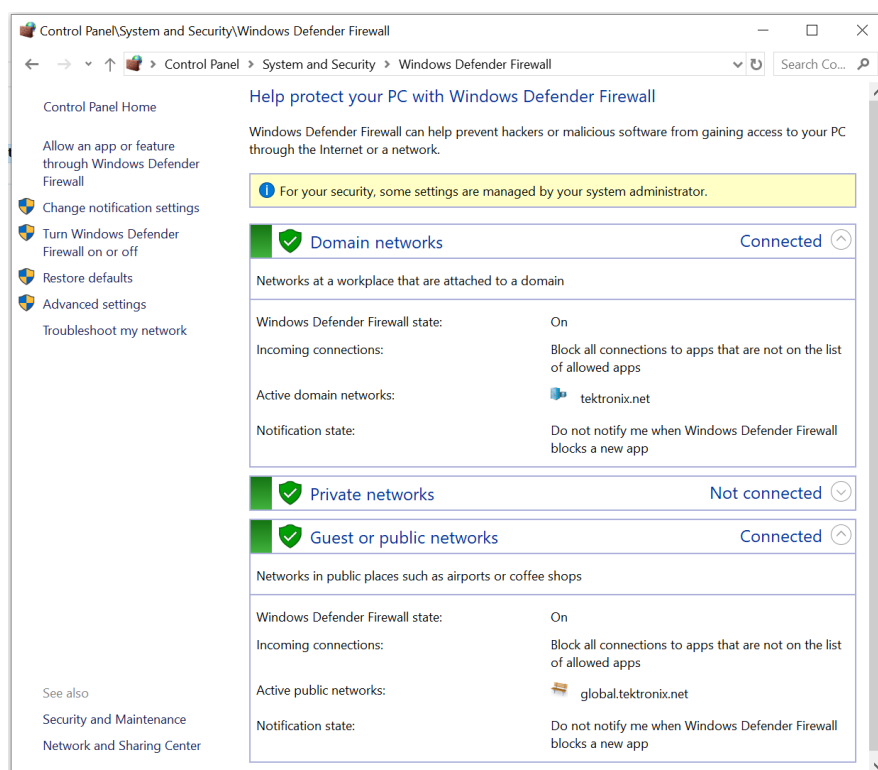 Control Panel\System and Security\Windows Defender Firewall
Control Panel > System and Security > Windows Defender Firewall
Search Co...
Control Panel Home
Allow an app or feature
through Windows Defender
Firewall
Change notification settings
Turn Windows Defender
Firewall on or off
Restore defaults
Advanced settings
Troubleshoot my network
See also
Security and Maintenance
Network and Sharing Center
Help protect your PC with Windows Defender Firewall
Windows Defender Firewall can help prevent hackers or malicious software from gaining access to your PC
through the Internet or a network.
For your security, some settings are managed by your system administrator.
Domain networks Connected
Networks at a workplace that are attached to a domain
Windows Defender Firewall state: On
Incoming connections: Block all connections to apps that are not on the list
of allowed apps
Active domain networks: tektronix.net
Notification state: Do not notify me when Windows Defender Firewall
blocks a new app
Private networks Not connected
Guest or public networks Connected
Networks in public places such as airports or coffee shops
Windows Defender Firewall state: On
Incoming connections: Block all connections to apps that are not on the list
of allowed apps
Active public networks: global.tektronix.net
Notification state: Do not notify me when Windows Defender Firewall
blocks a new app